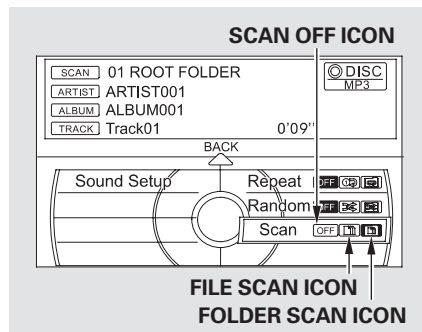 SCAN OFF ICON
SCAN 01 ROOT FOLDER
DISC
MP3
ARTIST ARTIST001
ALBUM ALBUM001
TRACK Track01 0'09"
BACK
Sound Setup
Repeat OFF
Random OFF
Scan OFF
FILE SCAN ICON
FOLDER SCAN ICON